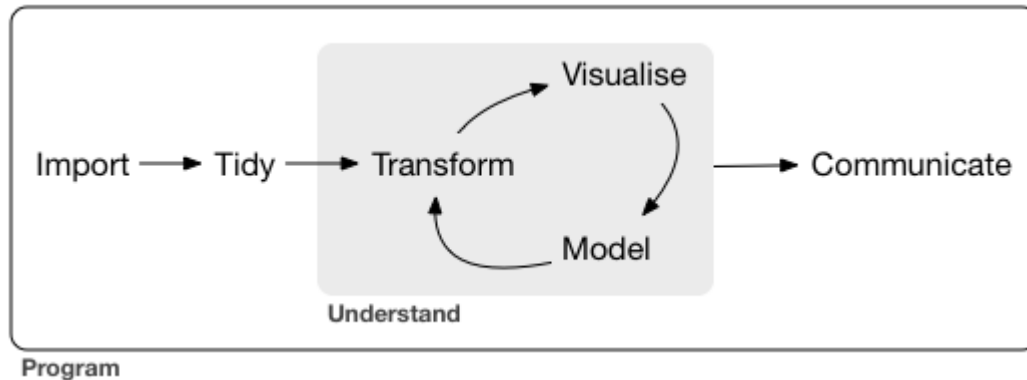 Visualise
Import
Tidy
Transform
Communicate
Model
Understand
Program